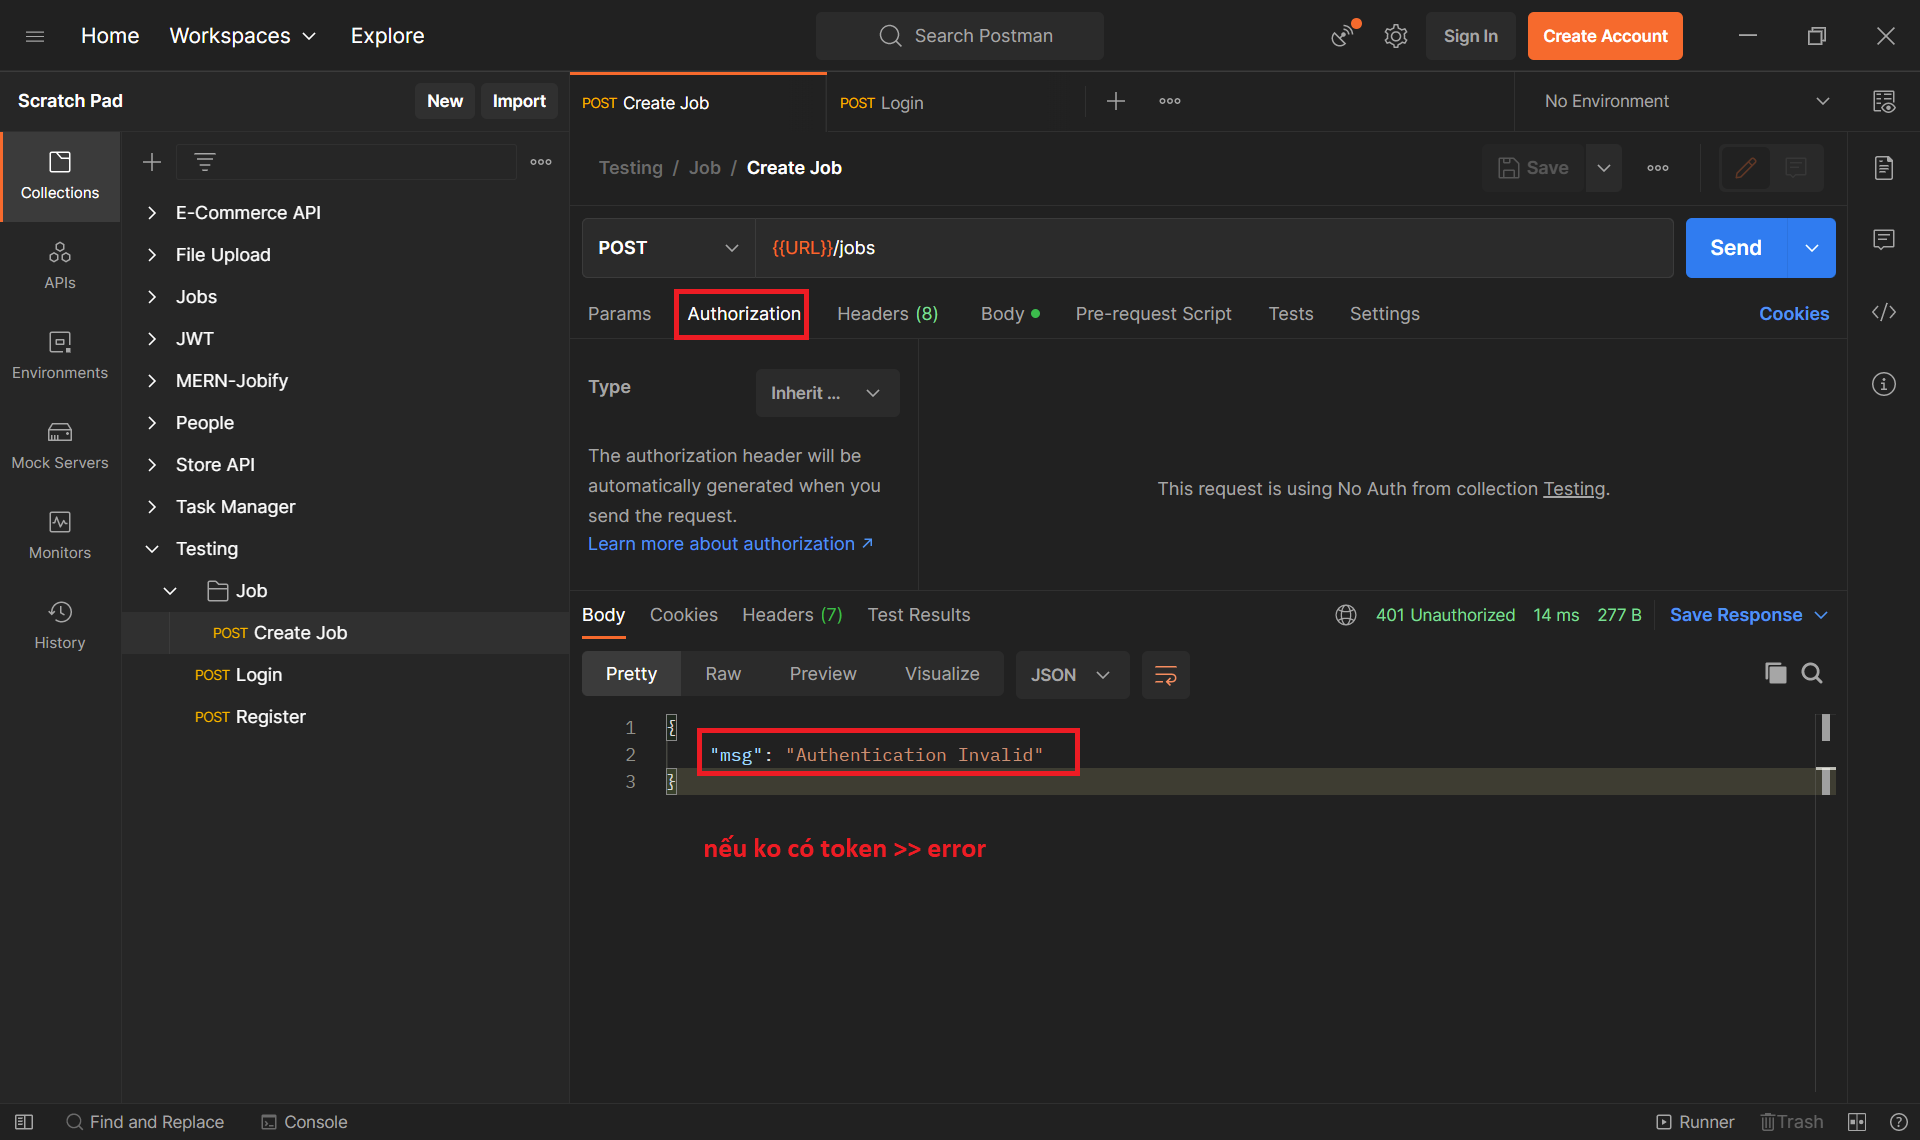 Home Workspaces Explore Search Postman Sign In Create Account
Scratch Pad New Import
POST Create Job POST Login No Environment
Collections
APIs
Environments
Mock Servers
Monitors
History
E-Commerce API
File Upload
Jobs
JWT
MERN-Jobify
People
Store API
Task Manager
Testing
Job
POST Create Job
POST Login
POST Register
Testing / Job / Create Job Save
POST {{URL}}/jobs Send
Params Authorization Headers (8) Body Pre-request Script Tests Settings Cookies
Type Inherit ...
The authorization header will be
automatically generated when you
send the request.
Learn more about authorization ↗
This request is using No Auth from collection Testing.
Body Cookies Headers (7) Test Results 401 Unauthorized 14 ms 277 B Save Response
Pretty Raw Preview Visualize JSON
1 {
2 "msg": "Authentication Invalid"
3 }
nếu ko có token >> error
Find and Replace Console Runner Trash